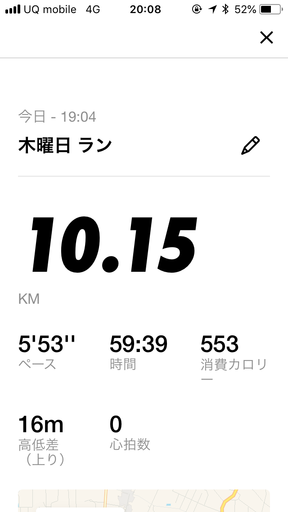 UQ mobile 4G 20:08 52%
今日 - 19:04
木曜日 ラン
10.15
KM
5'53'' 59:39 553
ペース 時間 消費カロリー
16m 0
高低差 心拍数
（上り）